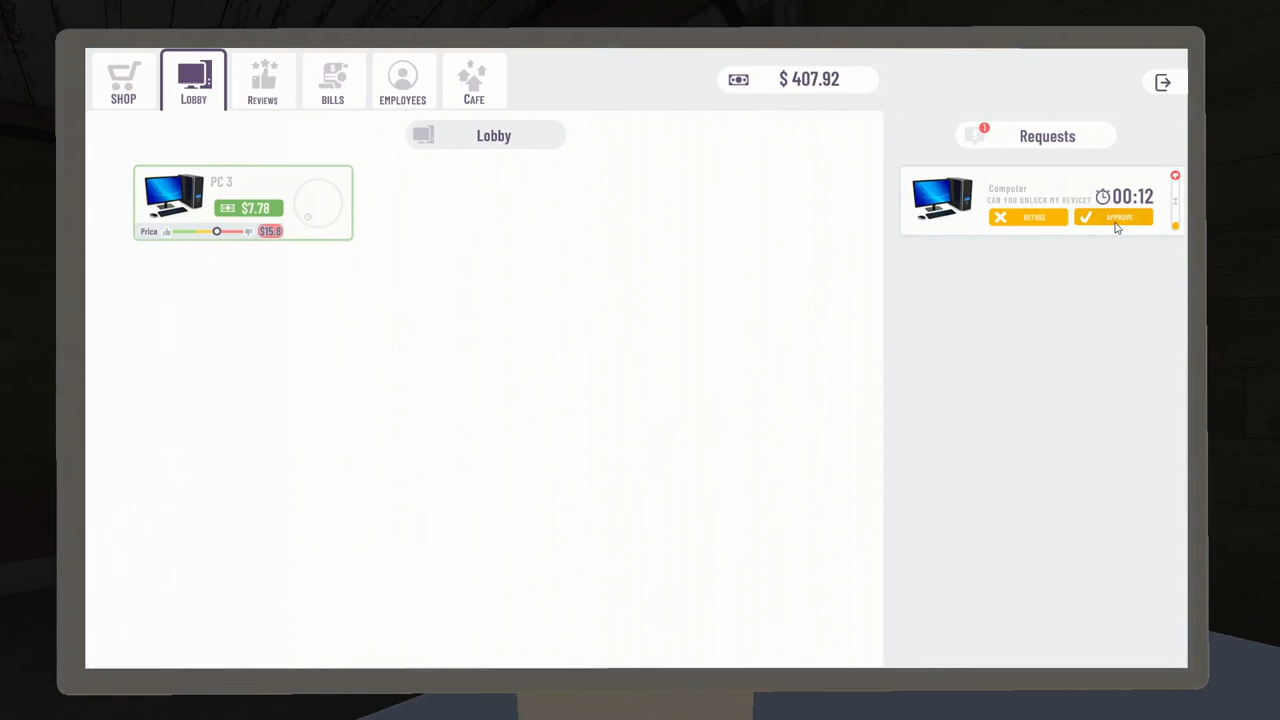 SHOP
LOBBY
REVIEWS
BILLS
EMPLOYEES
CAFE
$ 407.92
Lobby
PC 3
$7.78
Price
$15.8
Requests
1
Computer
CAN YOU UNLOCK MY DEVICE?
00:12
REFUSE
APPROVE